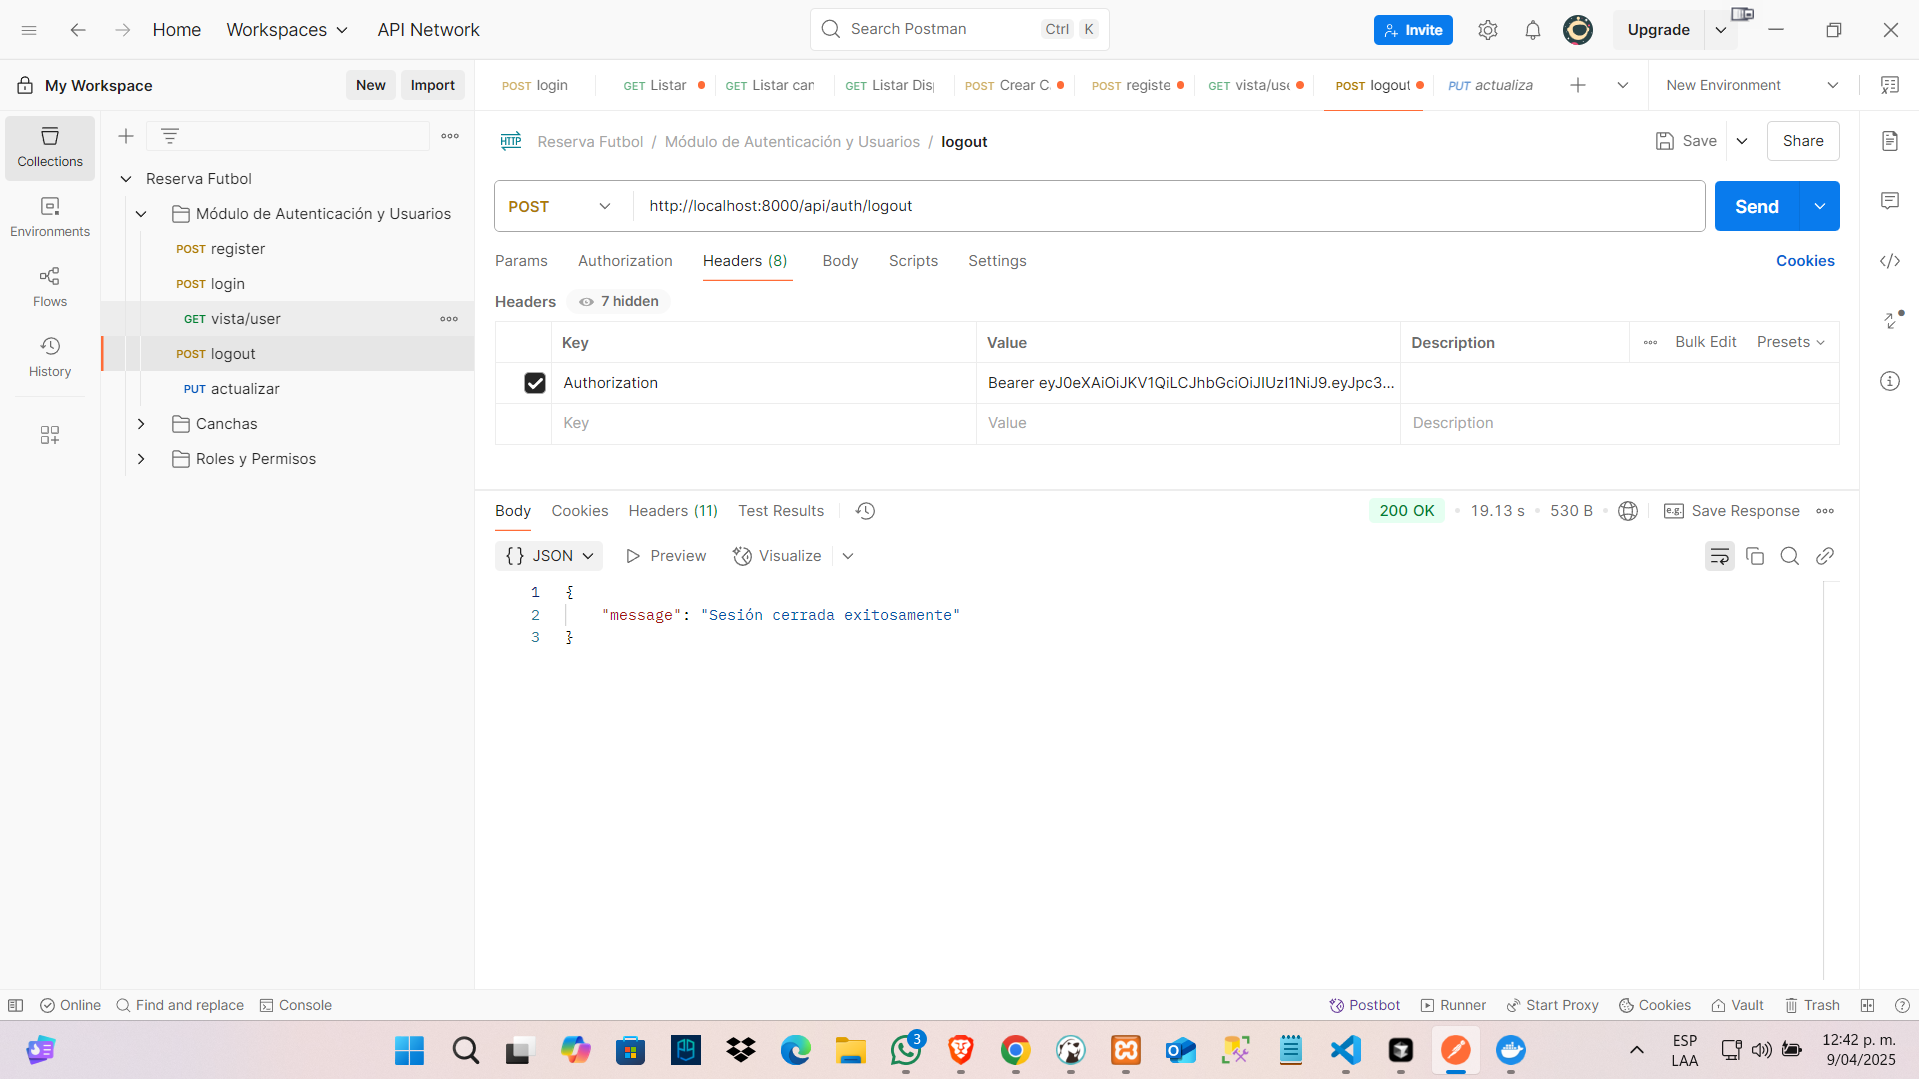 Home Workspaces API Network Search Postman Ctrl K Invite Upgrade
My Workspace New Import
POST login GET Listar GET Listar can GET Listar Dis POST Crear C POST registe GET vista/use POST logout PUT actualiza New Environment
Collections
Environments
Flows
History
Reserva Futbol
Módulo de Autenticación y Usuarios
POST register
POST login
GET vista/user
POST logout
PUT actualizar
Canchas
Roles y Permisos
HTTP Reserva Futbol / Módulo de Autenticación y Usuarios / logout Save Share
POST http://localhost:8000/api/auth/logout Send
Params Authorization Headers (8) Body Scripts Settings Cookies
Headers 7 hidden
Key Value Description Bulk Edit Presets
Authorization Bearer eyJ0eXAiOiJKV1QiLCJhbGciOiJIUzI1NiJ9.eyJpc3...
Key Value Description
Body Cookies Headers (11) Test Results 200 OK • 19.13 s • 530 B • e.g. Save Response
{} JSON Preview Visualize
1 {
2 "message": "Sesión cerrada exitosamente"
3 }
Online Find and replace Console Postbot Runner Start Proxy Cookies Vault Trash
3
ESP
LAA
12:42 p. m.
9/04/2025